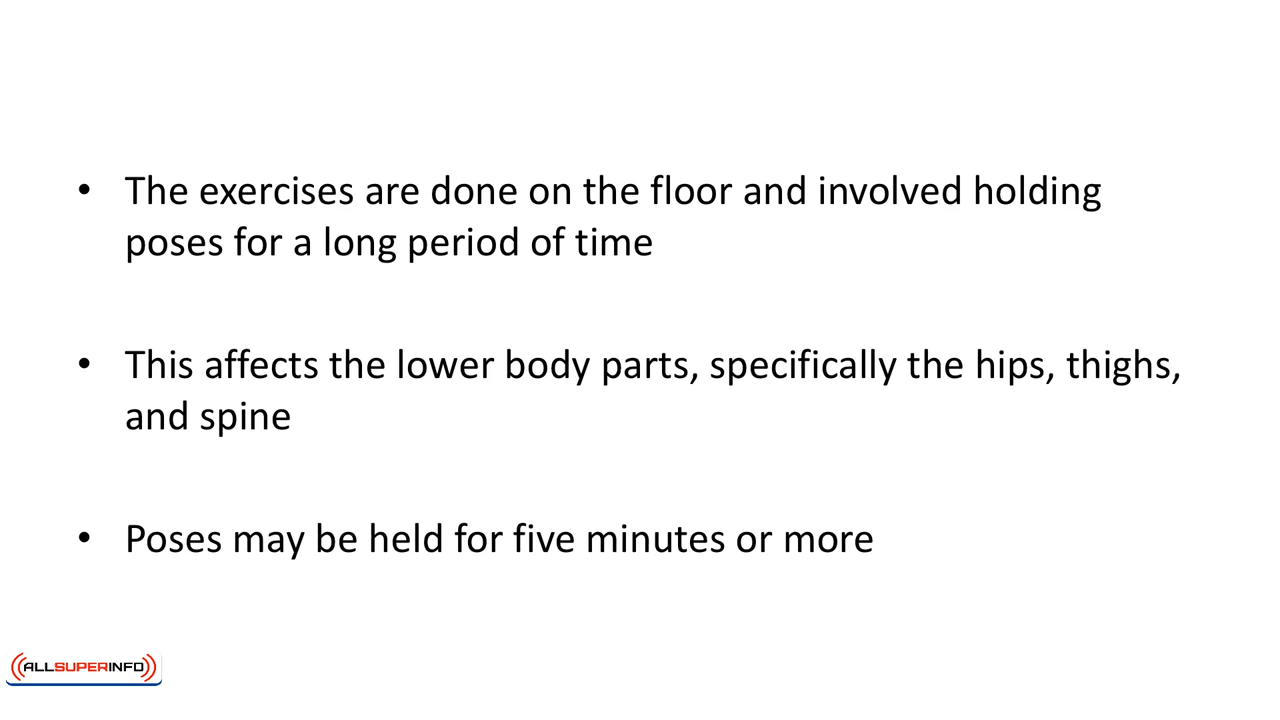 • The exercises are done on the floor and involved holding
poses for a long period of time
• This affects the lower body parts, specifically the hips, thighs,
and spine
• Poses may be held for five minutes or more
ALLSUPERINFO